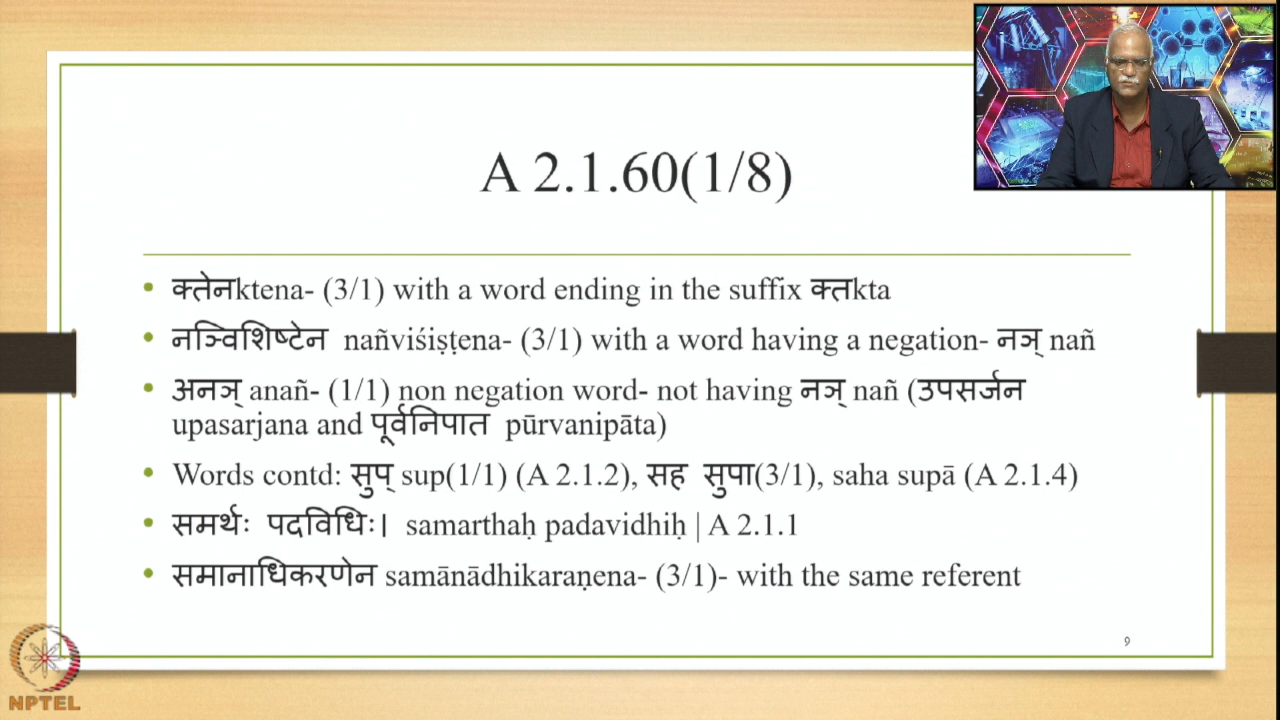 A 2.1.60(1/8)
• क्तेनktena- (3/1) with a word ending in the suffix क्तkta
• नञ्विशिष्टेन nañviśiṣṭena- (3/1) with a word having a negation- नञ् nañ
• अनञ् anañ- (1/1) non negation word- not having नञ् nañ (उपसर्जन
upasarjana and पूर्वनिपात pūrvanipāta)
• Words contd: सुप् sup(1/1) (A 2.1.2), सह सुपा(3/1), saha supā (A 2.1.4)
• समर्थः पदविधिः। samarthaḥ padavidhiḥ | A 2.1.1
• समानाधिकरणेन samānādhikaraṇena- (3/1)- with the same referent
9
NPTEL